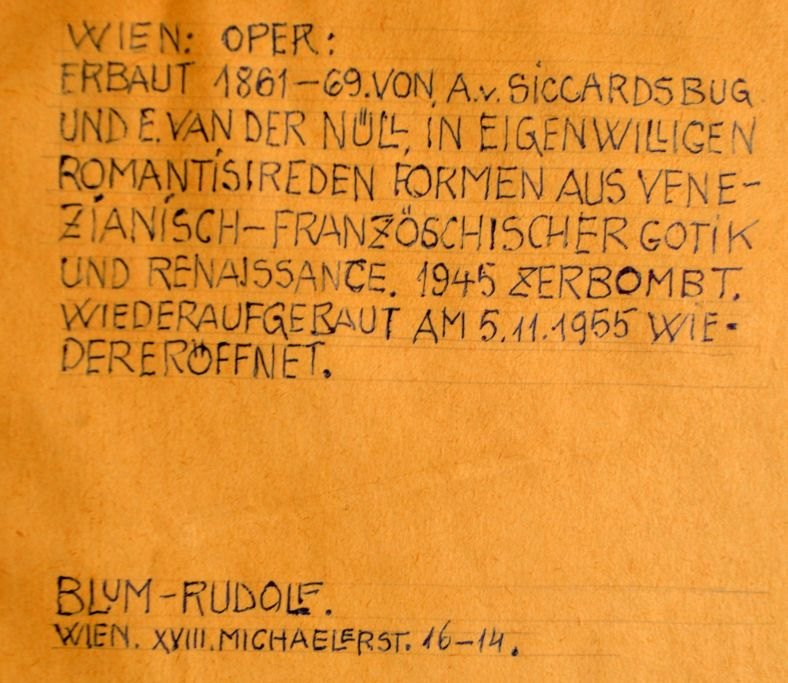 WIEN: OPER:
ERBAUT 1861–69. VON A.v. SICCARDSBUG
UND E. VAN DER NÜLL, IN EIGENWILLIGEN
ROMANTISIREDEN FORMEN AUS VENE-
ZIANISCH-FRANZÖSCHISCHER GOTIK
UND RENAISSANCE. 1945 ZERBOMBT.
WIEDERAUFGEBAUT AM 5.11.1955 WIE-
DERERÖFFNET.
BLUM-RUDOLF.
WIEN. XVIII. MICHAELERST. 16-14.